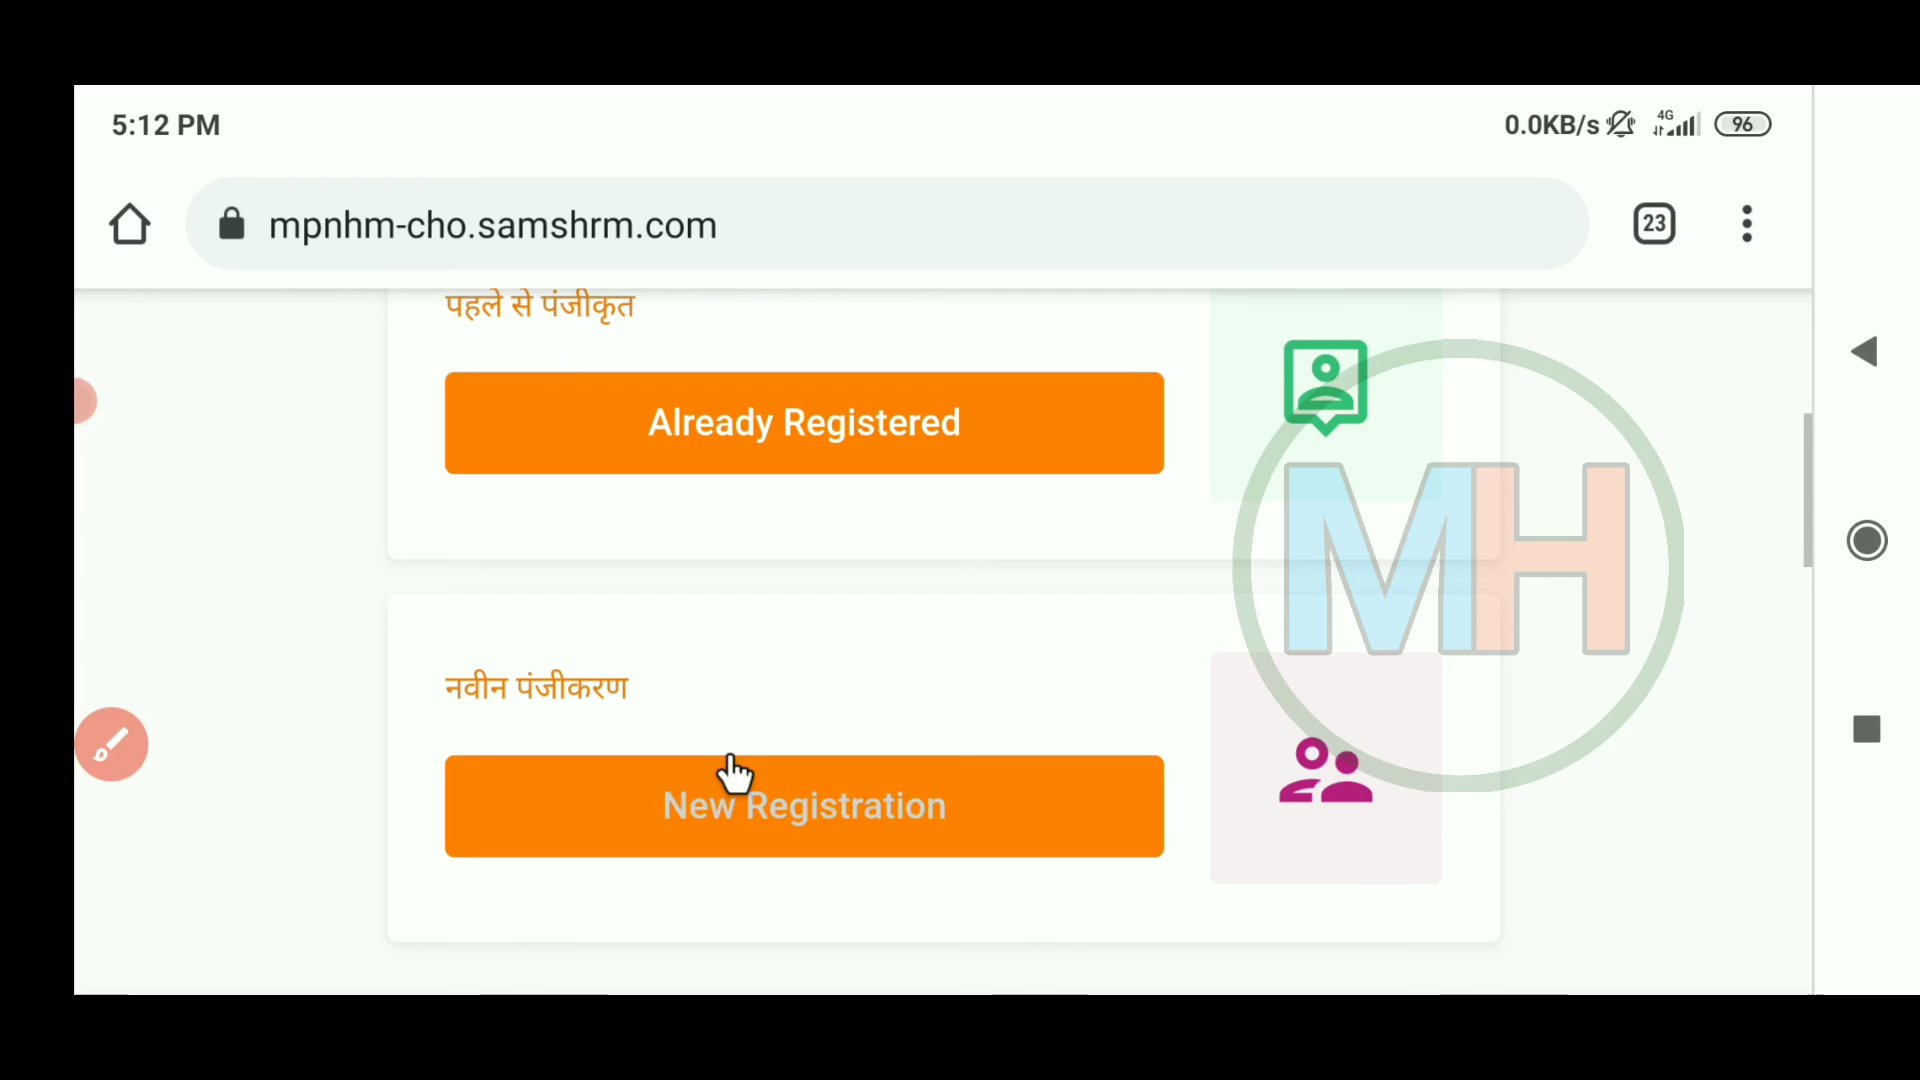 5:12 PM
0.0KB/s 4G 96
mpnhm-cho.samshrm.com
23
पहले से पंजीकृत
Already Registered
MH
नवीन पंजीकरण
New Registration